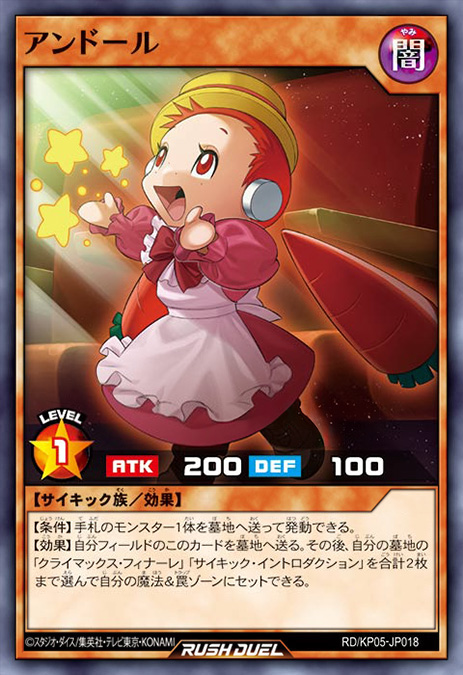 アンドール
やみ
闇
LEVEL
1
ATK 200 DEF 100
【サイキック族／効果】
【条件】手札のモンスター1体を墓地へ送って発動できる。
【効果】自分フィールドのこのカードを墓地へ送る。その後、自分の墓地の
「クライマックス・フィナーレ」「サイキック・イントロダクション」を合計2枚
まで選んで自分の魔法&罠ゾーンにセットできる。
©スタジオ・ダイス/集英社・テレビ東京・KONAMI
RUSH DUEL
RD/KP05-JP018